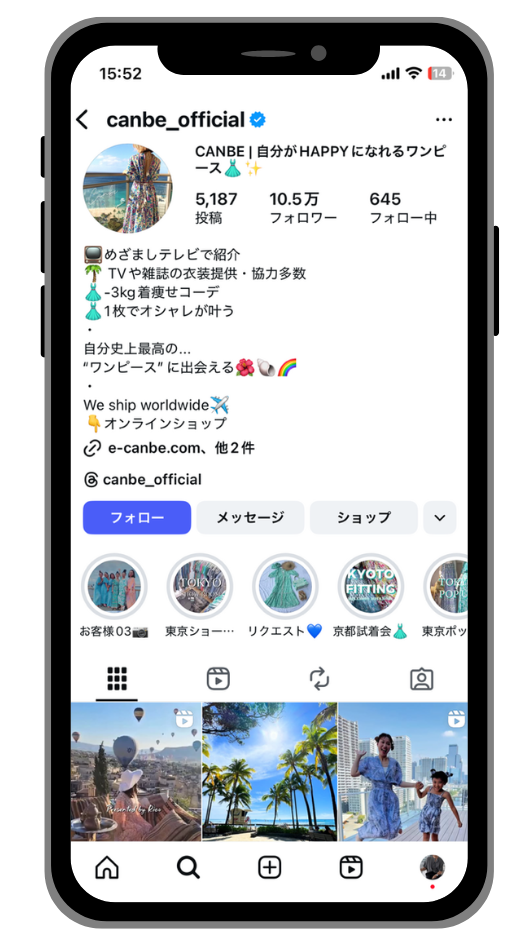 15:52
14
canbe_official
CANBE | 自分がHAPPYになれるワンピ
ース👗✨
5,187
10.5万
645
投稿
フォロワー
フォロー中
📺めざましテレビで紹介
🌴 TVや雑誌の衣装提供・協力多数
👗-3kg着痩せコーデ
👗1枚でオシャレが叶う
・
自分史上最高の...
“ワンピース” に出会える🌺🐚🌈
・
We ship worldwide✈️
👇オンラインショップ
e-canbe.com、他2件
canbe_official
フォロー
メッセージ
ショップ
TOKYO
KYOTO
FITTING
TOKYO
POP U
お客様03📷
東京ショー…
リクエスト💙
京都試着会👗
東京ポッ
Presented by Rico